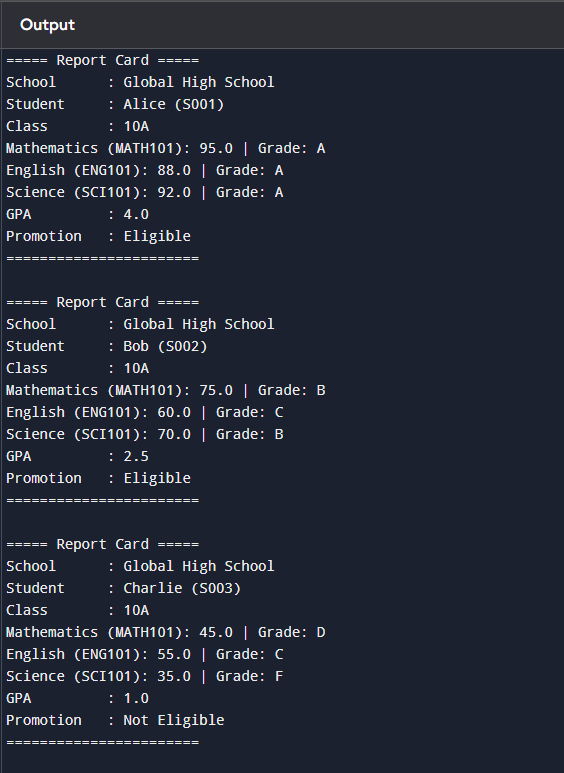 Output
===== Report Card =====
School      : Global High School
Student     : Alice (S001)
Class       : 10A
Mathematics (MATH101): 95.0 | Grade: A
English (ENG101): 88.0 | Grade: A
Science (SCI101): 92.0 | Grade: A
GPA         : 4.0
Promotion   : Eligible
=======================

===== Report Card =====
School      : Global High School
Student     : Bob (S002)
Class       : 10A
Mathematics (MATH101): 75.0 | Grade: B
English (ENG101): 60.0 | Grade: C
Science (SCI101): 70.0 | Grade: B
GPA         : 2.5
Promotion   : Eligible
=======================

===== Report Card =====
School      : Global High School
Student     : Charlie (S003)
Class       : 10A
Mathematics (MATH101): 45.0 | Grade: D
English (ENG101): 55.0 | Grade: C
Science (SCI101): 35.0 | Grade: F
GPA         : 1.0
Promotion   : Not Eligible
=======================